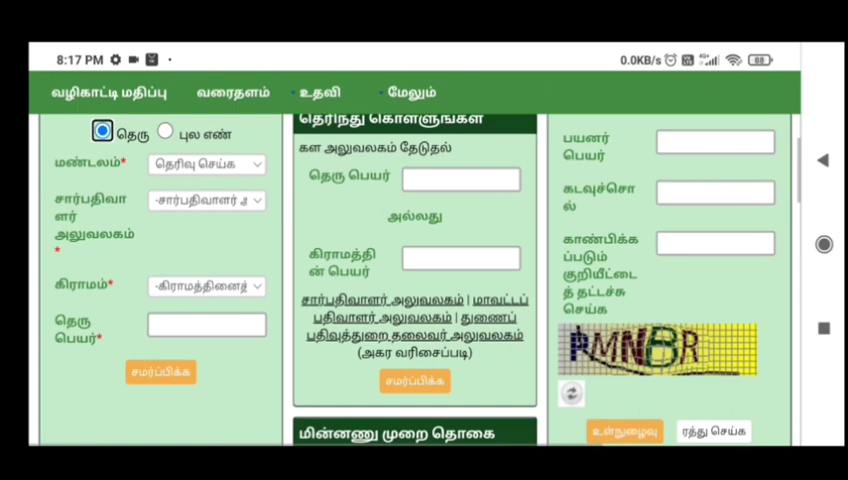 8:17 PM
0.0KB/s 4G+ 88
வழிகாட்டி மதிப்பு வரைதளம் உதவி மேலும்
தெரு புல எண்
மண்டலம்* தெரிவு செய்க
சார்பதிவா
ளர்
அலுவலகம்
*
-சார்பதிவாளர் அ
கிராமம்* -கிராமத்தினைத்
தெரு
பெயர்*
சமர்ப்பிக்க
தெரிந்து கொள்ளுங்கள்
கள அலுவலகம் தேடுதல்
தெரு பெயர்
அல்லது
கிராமத்தி
ன் பெயர்
சார்பதிவாளர் அலுவலகம் | மாவட்டப்
பதிவாளர் அலுவலகம் | துணைப்
பதிவுத்துறை தலைவர் அலுவலகம்
(அகர வரிசைப்படி)
சமர்ப்பிக்க
மின்னணு முறை தொகை
பயனர்
பெயர்
கடவுச்சொ
ல்
காண்பிக்க
ப்படும்
குறியீட்டை
த் தட்டச்சு
செய்க
PMNBR
உள்நுழைவு ரத்து செய்க